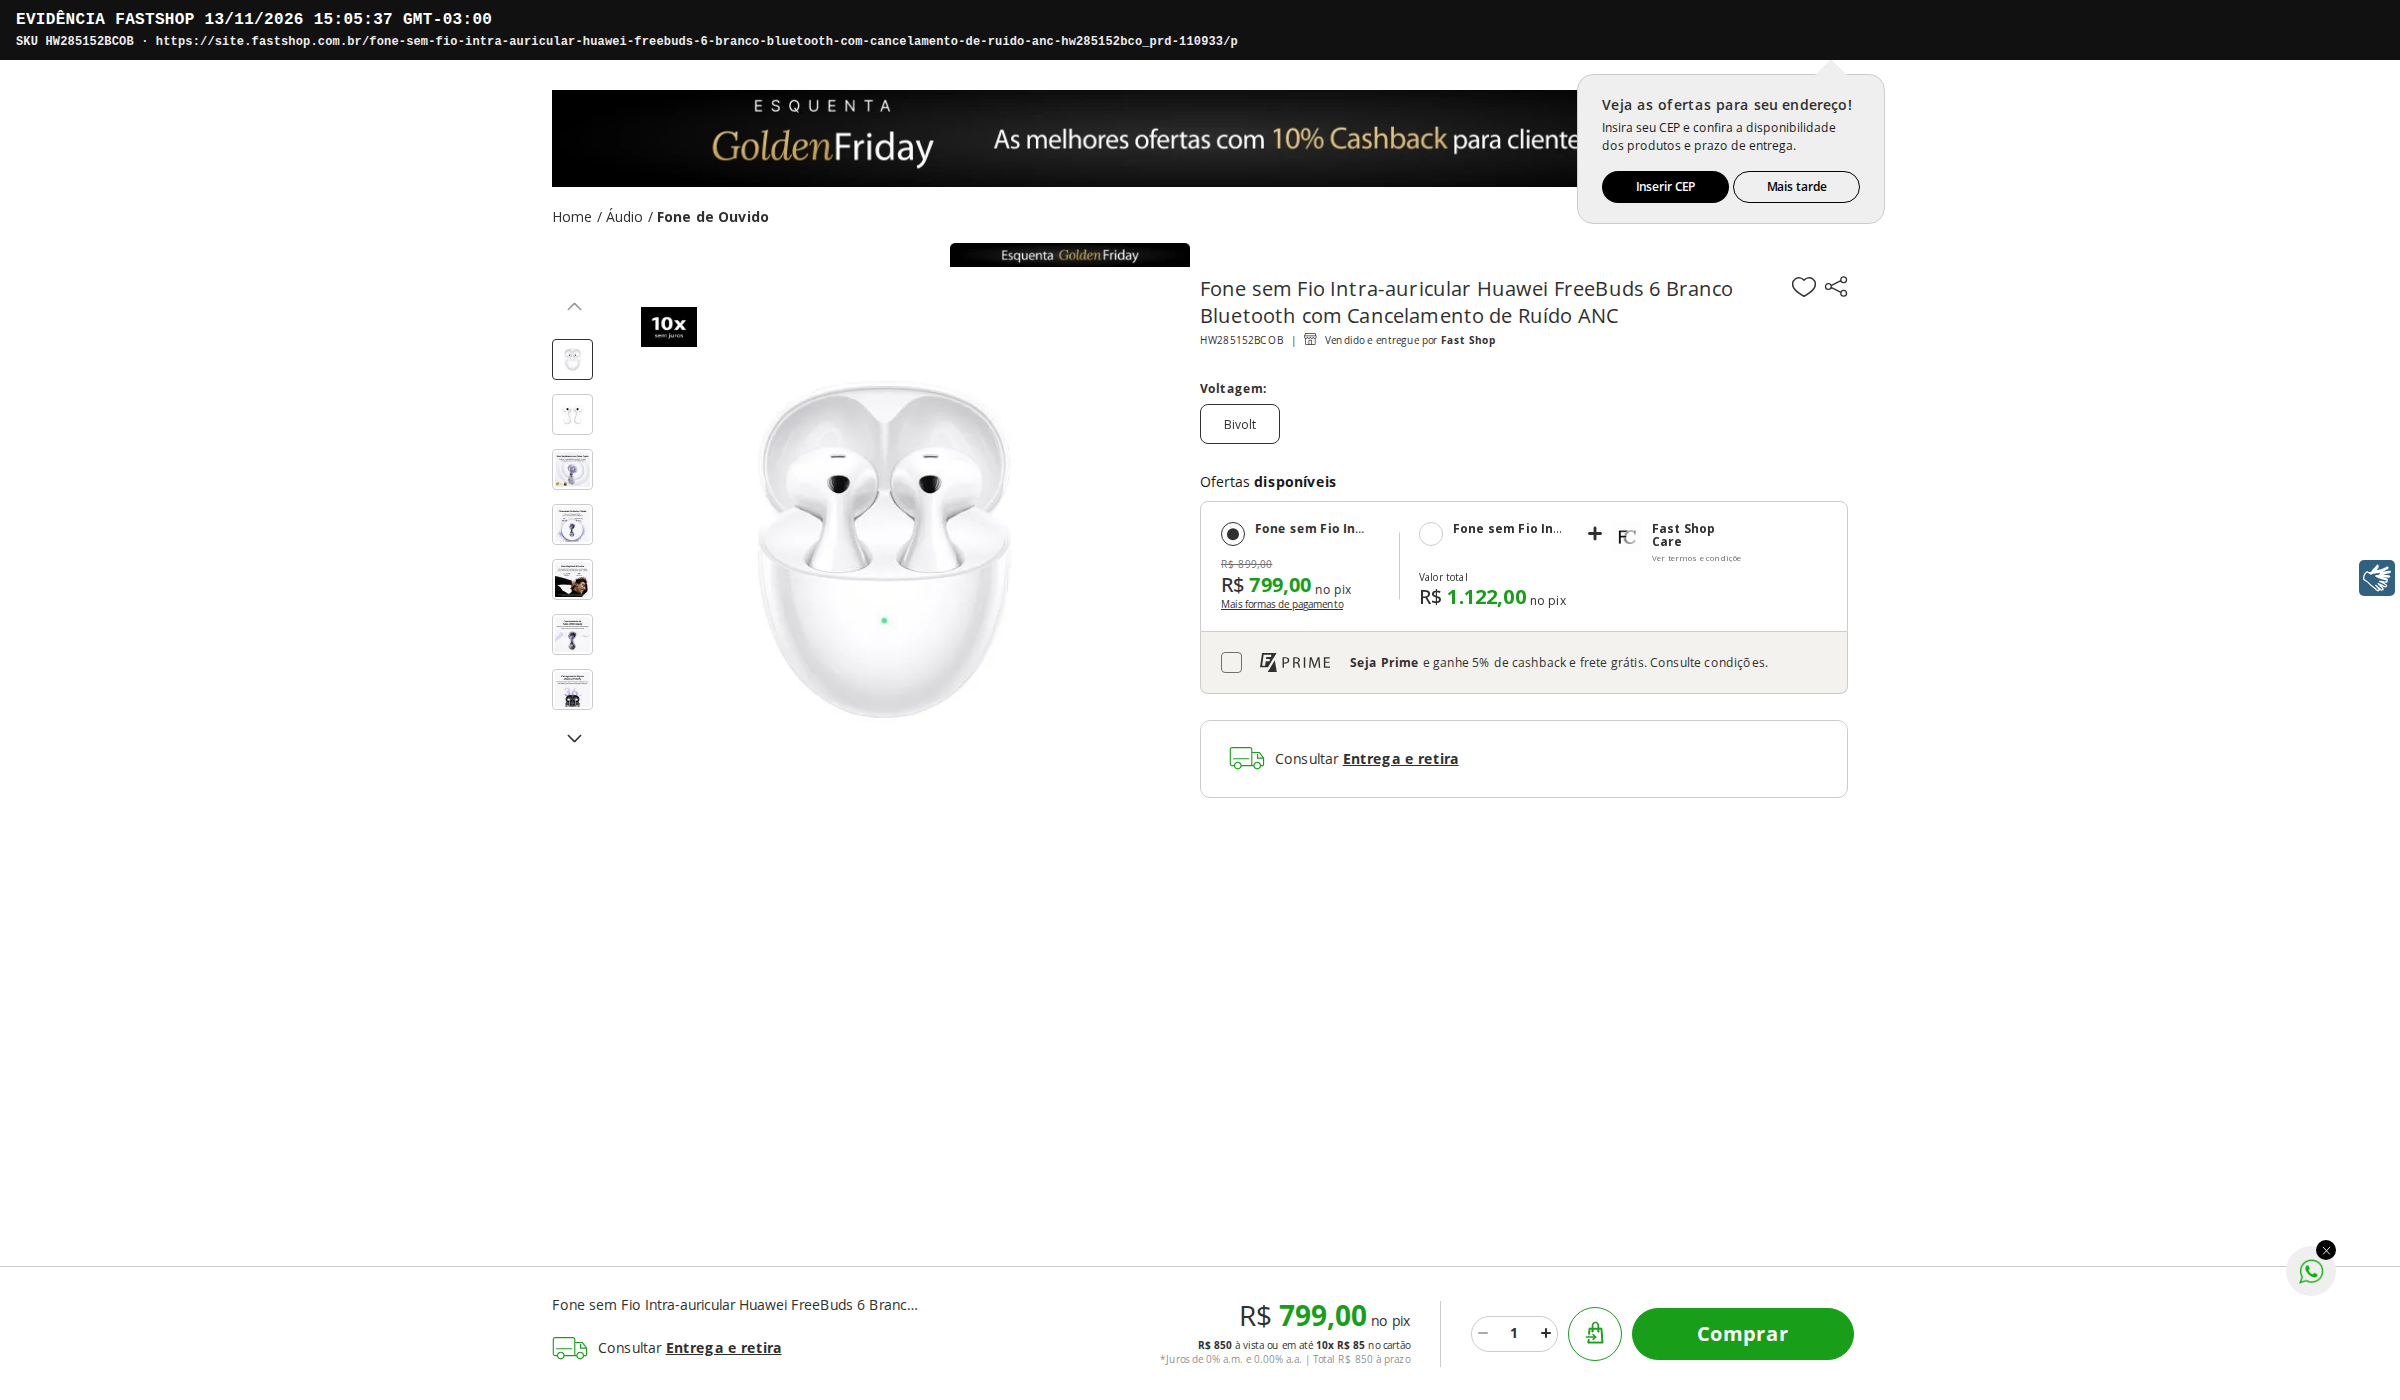 EVIDÊNCIA FASTSHOP 13/11/2026 15:05:37 GMT-03:00
SKU HW285152BCOB · https://site.fastshop.com.br/fone-sem-fio-intra-auricular-huawei-freebuds-6-branco-bluetooth-com-cancelamento-de-ruido-anc-hw285152bco_prd-110933/p
ESQUENTA
GoldenFriday
As melhores ofertas com 10% Cashback para cliente
Veja as ofertas para seu endereço!
Insira seu CEP e confira a disponibilidade
dos produtos e prazo de entrega.
Inserir CEP
Mais tarde
Home / Áudio / Fone de Ouvido
Esquenta GoldenFriday
10x
sem juros
Fone sem Fio Intra-auricular Huawei FreeBuds 6 Branco
Bluetooth com Cancelamento de Ruído ANC
HW285152BCOB | Vendido e entregue por Fast Shop
Voltagem:
Bivolt
Ofertas disponíveis
Fone sem Fio In...
R$ 899,00
R$ 799,00 no pix
Mais formas de pagamento
Fone sem Fio In...
+
FC
Fast Shop
Care
Ver termos e condiçõe
Valor total
R$ 1.122,00 no pix
PRIME
Seja Prime e ganhe 5% de cashback e frete grátis. Consulte condições.
Consultar Entrega e retira
Fone sem Fio Intra-auricular Huawei FreeBuds 6 Branc...
Consultar Entrega e retira
R$ 799,00 no pix
R$ 850 à vista ou em até 10x R$ 85 no cartão
*Juros de 0% a.m. e 0.00% a.a. | Total R$ 850 à prazo
1
Comprar